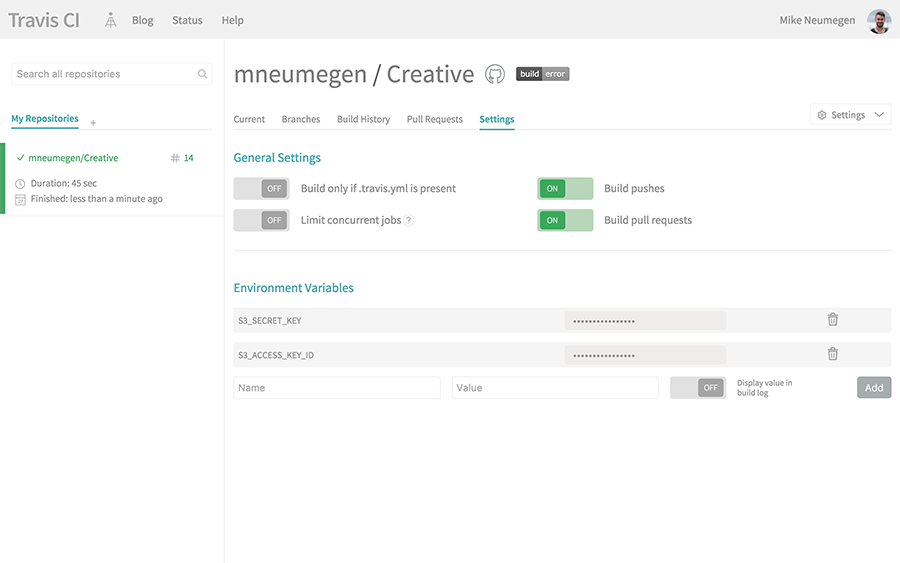 Travis CI
Blog
Status
Help
Mike Neumegen
Search all repositories
My Repositories +
mneumegen/Creative
# 14
Duration: 45 sec
Finished: less than a minute ago
mneumegen / Creative
build error
Current
Branches
Build History
Pull Requests
Settings
Settings
General Settings
OFF Build only if .travis.yml is present
ON Build pushes
OFF Limit concurrent jobs ?
ON Build pull requests
Environment Variables
S3_SECRET_KEY ••••••••••••••••
S3_ACCESS_KEY_ID ••••••••••••••••
Name
Value
OFF
Display value in
build log
Add